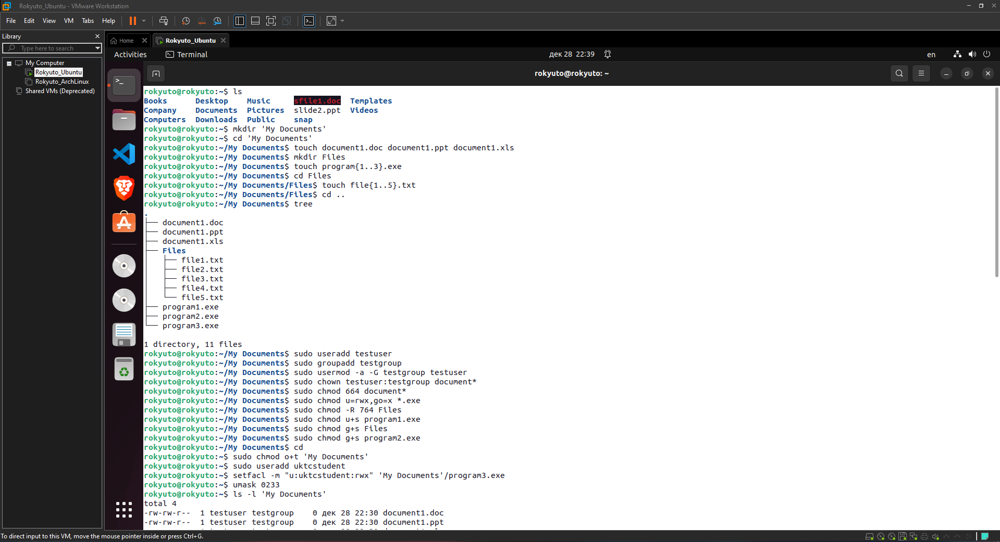 Rokyuto_Ubuntu - VMware Workstation
File Edit View VM Tabs Help
Library
Type here to search
My Computer
Rokyuto_Ubuntu
Rokyuto_ArchLinux
Shared VMs (Deprecated)
Home Rokyuto_Ubuntu
Activities Terminal дек 28 22:39 en
rokyuto@rokyuto: ~
rokyuto@rokyuto:~$ ls
Books Desktop Music sfile1.doc Templates
Company Documents Pictures slide2.ppt Videos
Computers Downloads Public snap
rokyuto@rokyuto:~$ mkdir 'My Documents'
rokyuto@rokyuto:~$ cd 'My Documents'
rokyuto@rokyuto:~/My Documents$ touch document1.doc document1.ppt document1.xls
rokyuto@rokyuto:~/My Documents$ mkdir Files
rokyuto@rokyuto:~/My Documents$ touch program{1..3}.exe
rokyuto@rokyuto:~/My Documents$ cd Files
rokyuto@rokyuto:~/My Documents/Files$ touch file{1..5}.txt
rokyuto@rokyuto:~/My Documents/Files$ cd ..
rokyuto@rokyuto:~/My Documents$ tree
.
├── document1.doc
├── document1.ppt
├── document1.xls
├── Files
│   ├── file1.txt
│   ├── file2.txt
│   ├── file3.txt
│   ├── file4.txt
│   └── file5.txt
├── program1.exe
├── program2.exe
└── program3.exe
1 directory, 11 files
rokyuto@rokyuto:~/My Documents$ sudo useradd testuser
rokyuto@rokyuto:~/My Documents$ sudo groupadd testgroup
rokyuto@rokyuto:~/My Documents$ sudo usermod -a -G testgroup testuser
rokyuto@rokyuto:~/My Documents$ sudo chown testuser:testgroup document*
rokyuto@rokyuto:~/My Documents$ sudo chmod 664 document*
rokyuto@rokyuto:~/My Documents$ sudo chmod u=rwx,go=x *.exe
rokyuto@rokyuto:~/My Documents$ sudo chmod -R 764 Files
rokyuto@rokyuto:~/My Documents$ sudo chmod u+s program1.exe
rokyuto@rokyuto:~/My Documents$ sudo chmod g+s Files
rokyuto@rokyuto:~/My Documents$ sudo chmod g+s program2.exe
rokyuto@rokyuto:~/My Documents$ cd
rokyuto@rokyuto:~$ sudo chmod o+t 'My Documents'
rokyuto@rokyuto:~$ sudo useradd uktcstudent
rokyuto@rokyuto:~$ setfacl -m "u:uktcstudent:rwx" 'My Documents'/program3.exe
rokyuto@rokyuto:~$ umask 0233
rokyuto@rokyuto:~$ ls -l 'My Documents'
total 4
-rw-rw-r-- 1 testuser testgroup 0 дек 28 22:30 document1.doc
-rw-rw-r-- 1 testuser testgroup 0 дек 28 22:30 document1.ppt
To direct input to this VM, move the mouse pointer inside or press Ctrl+G.